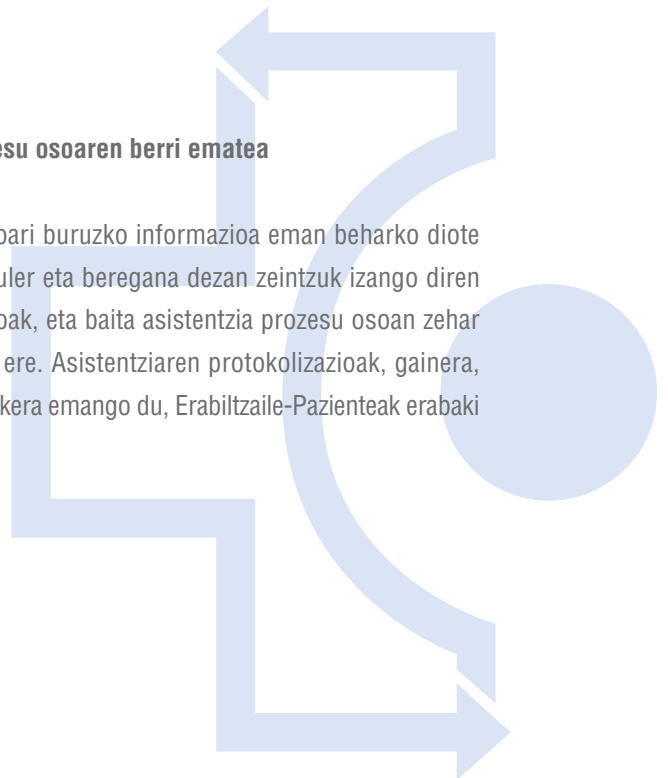 esu osoaren berri ematea
oari buruzko informazioa eman beharko diote
uler eta beregana dezan zeintzuk izango diren
oak, eta baita asistentzia prozesu osoan zehar
ere. Asistentziaren protokolizazioak, gainera,
kera emango du, Erabiltzaile-Pazienteak erabaki